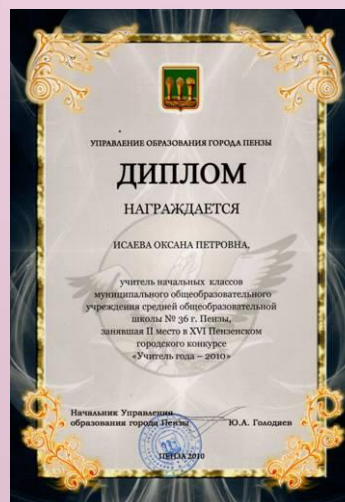 УПРАВЛЕНИЕ ОБРАЗОВАНИЯ ГОРОДА ПЕНЗЫ
ДИПЛОМ
НАГРАЖДАЕТСЯ
ИСАЕВА ОКСАНА ПЕТРОВНА,
учитель начальных классов
муниципального общеобразовательного
учреждения средней общеобразовательной
школы № 36 г. Пензы,
занявшая II место в XVI Пензенском
городском конкурсе
«Учитель года – 2010»
Начальник Управления
образования города Пензы Ю.А. Голодяев
ПЕНЗА 2010